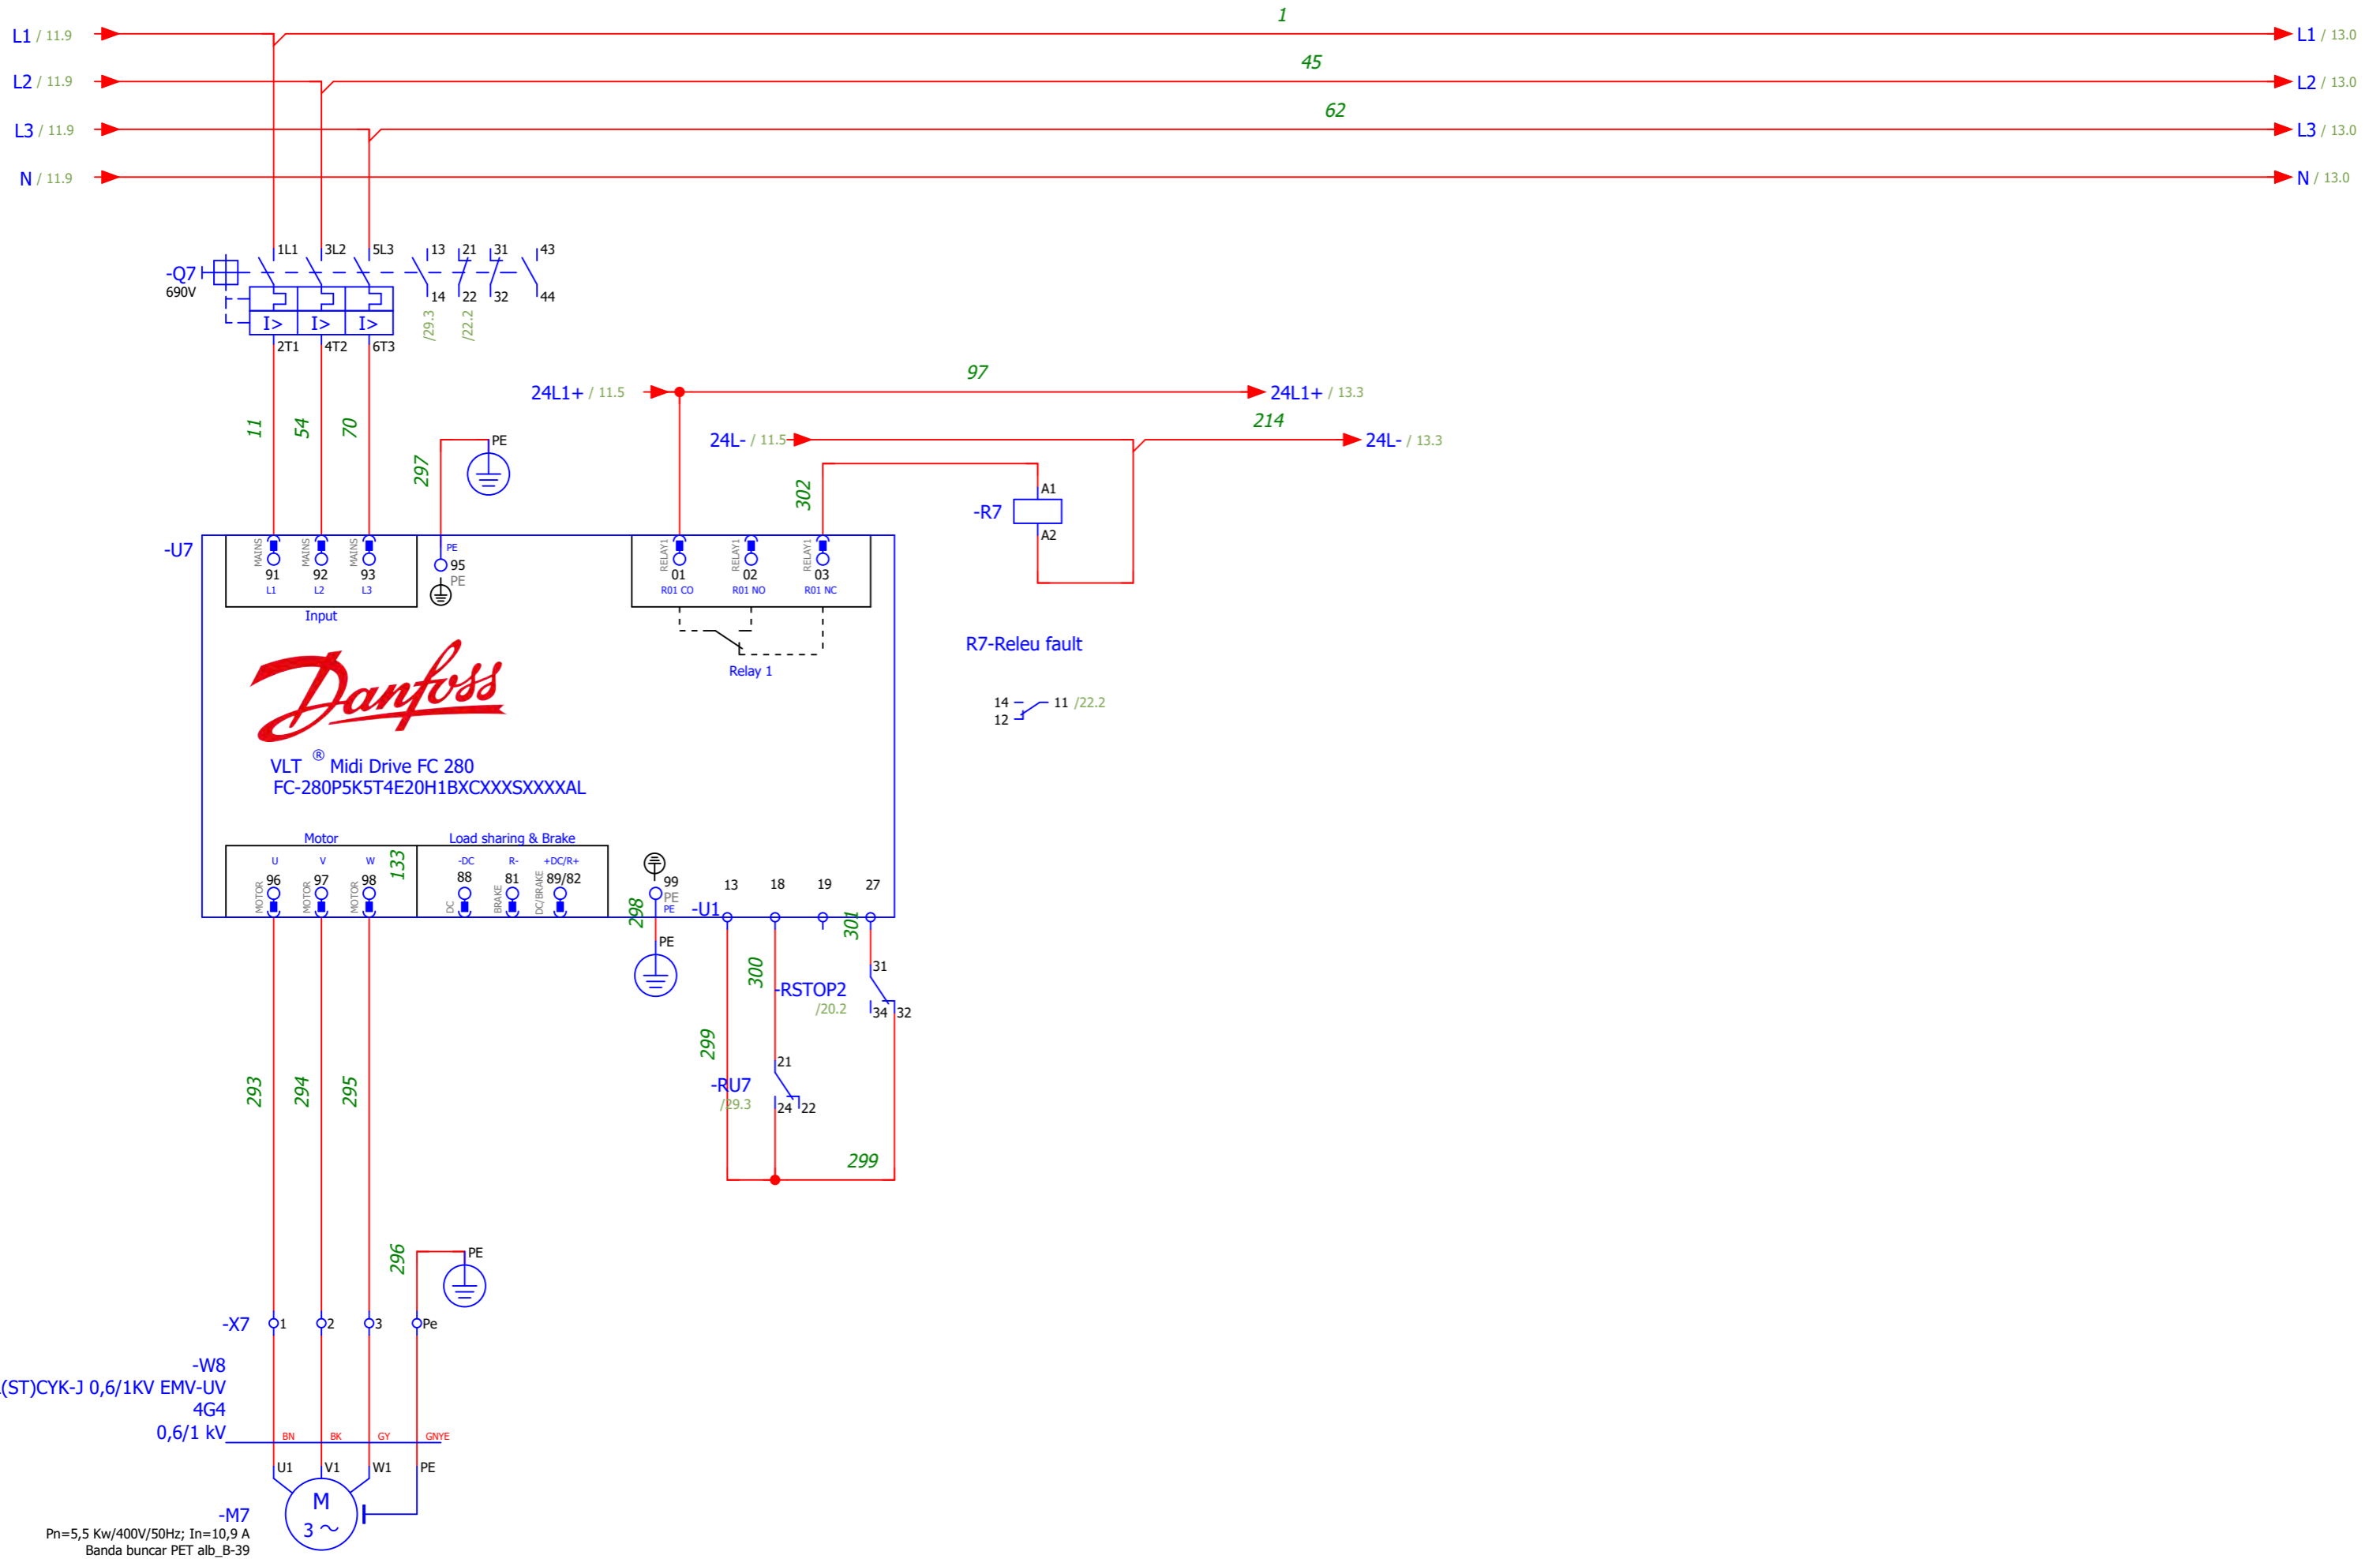 1
L1 / 11.9
L1 / 13.0
45
L2 / 11.9
L2 / 13.0
62
L3 / 11.9
L3 / 13.0
N / 11.9
N / 13.0
1L1 3L2 5L3 13 21 31 43
-Q7
690V
14 22 32 44
I> I> I>
/29.3 /22.2
2T1 4T2 6T3
97
24L1+ / 11.5
24L1+ / 13.3
11 54 70
214
PE
24L- / 11.5
24L- / 13.3
297
302
A1
-R7
A2
-U7
MAINS MAINS MAINS
PE
RELAY1 RELAY1 RELAY1
91 92 93
95
PE
01 02 03
L1 L2 L3
R01 CO R01 NO R01 NC
Input
R7-Releu fault
Relay 1
Danfoss
14 11 /22.2
12
VLT ® Midi Drive FC 280
FC-280P5K5T4E20H1BXCXXXSXXXXAL
Motor
Load sharing & Brake
U V W
133
-DC R- +DC/R+
96 97 98
88 81 89/82
MOTOR MOTOR MOTOR
DC BRAKE DC/BRAKE
99
PE
PE
13 18 19 27
-U1
298
301
PE
300
31
-RSTOP2
/20.2
34 32
299
21
-RU7
/29.3
24 22
293 294 295
299
296
PE
-X7 1 2 3 Pe
-W8
(ST)CYK-J 0,6/1KV EMV-UV
4G4
0,6/1 kV
BN BK GY GNYE
U1 V1 W1 PE
M
3 ~
-M7
Pn=5,5 Kw/400V/50Hz; In=10,9 A
Banda buncar PET alb_B-39